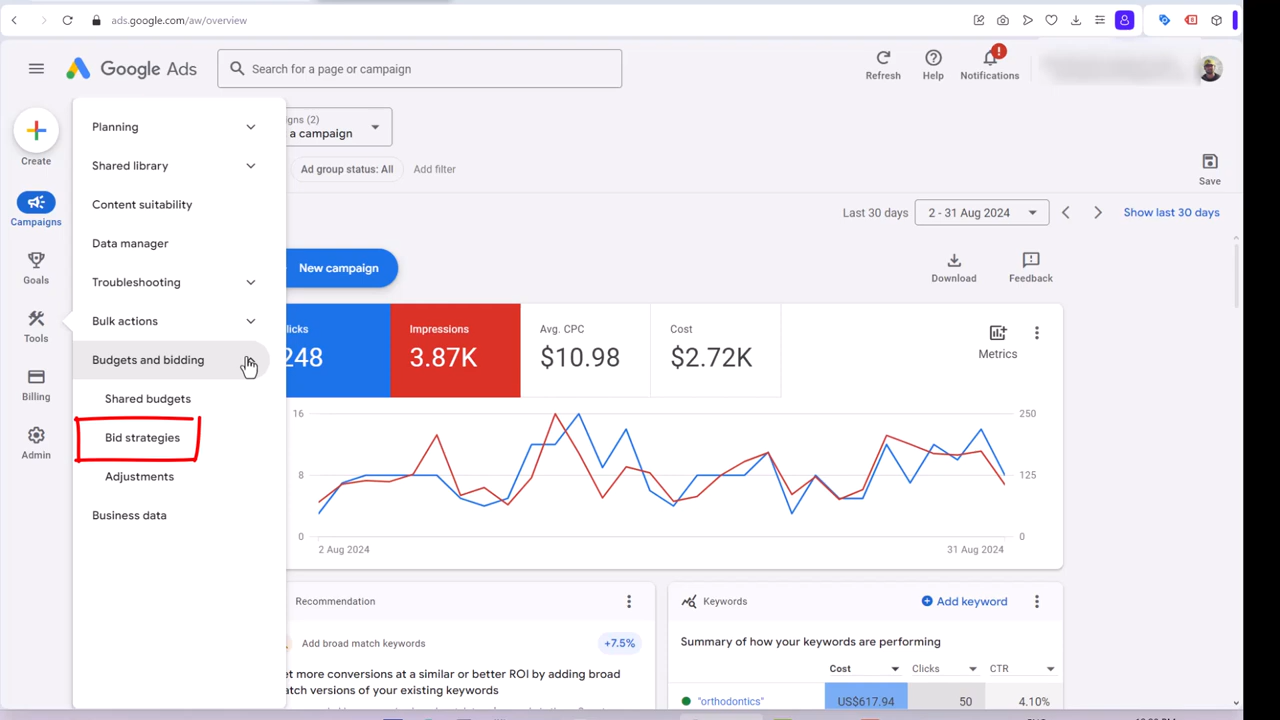 ads.google.com/aw/overview
Google Ads
Search for a page or campaign
Refresh
Help
Notifications
Create
Campaigns
Goals
Tools
Billing
Admin
Planning
Shared library
Content suitability
Data manager
Troubleshooting
Bulk actions
Budgets and bidding
Shared budgets
Bid strategies
Adjustments
Business data
igns (2)
a campaign
Ad group status: All
Add filter
Save
Last 30 days
2 - 31 Aug 2024
Show last 30 days
New campaign
Download
Feedback
licks
248
Impressions
3.87K
Avg. CPC
$10.98
Cost
$2.72K
Metrics
16
8
0
250
125
0
2 Aug 2024
31 Aug 2024
Recommendation
Add broad match keywords
+7.5%
et more conversions at a similar or better ROI by adding broad
atch versions of your existing keywords
Keywords
Add keyword
Summary of how your keywords are performing
Cost
Clicks
CTR
"orthodontics"
US$617.94
50
4.10%